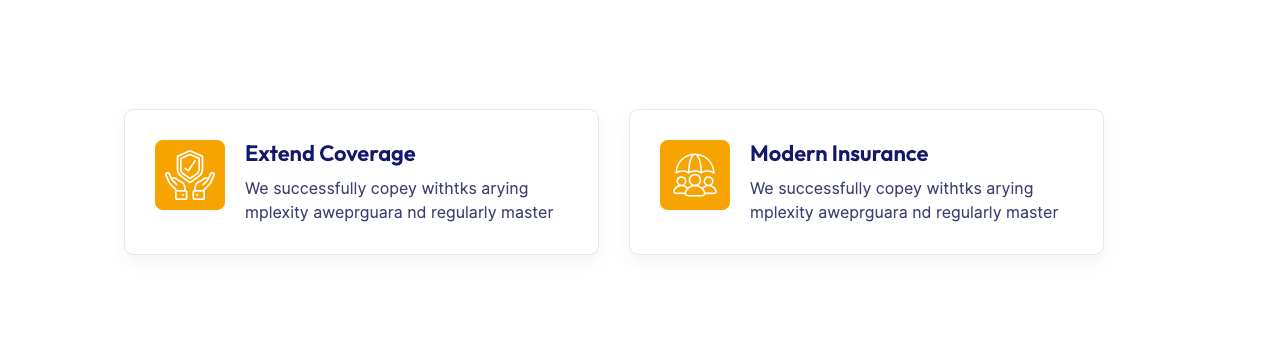 Extend Coverage
We successfully copey withtks arying
mplexity aweprguara nd regularly master
Modern Insurance
We successfully copey withtks arying
mplexity aweprguara nd regularly master